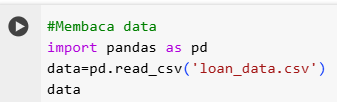 #Membaca data
import pandas as pd
data=pd.read_csv('loan_data.csv')
data